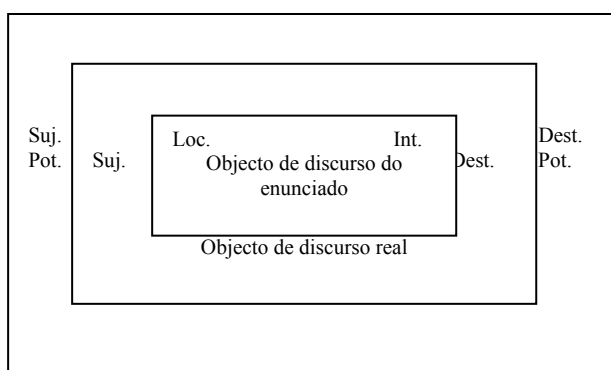 Suj. Dest.
Pot. Pot.
Loc. Int.
Suj. Objecto de discurso do Dest.
enunciado
Objecto de discurso real